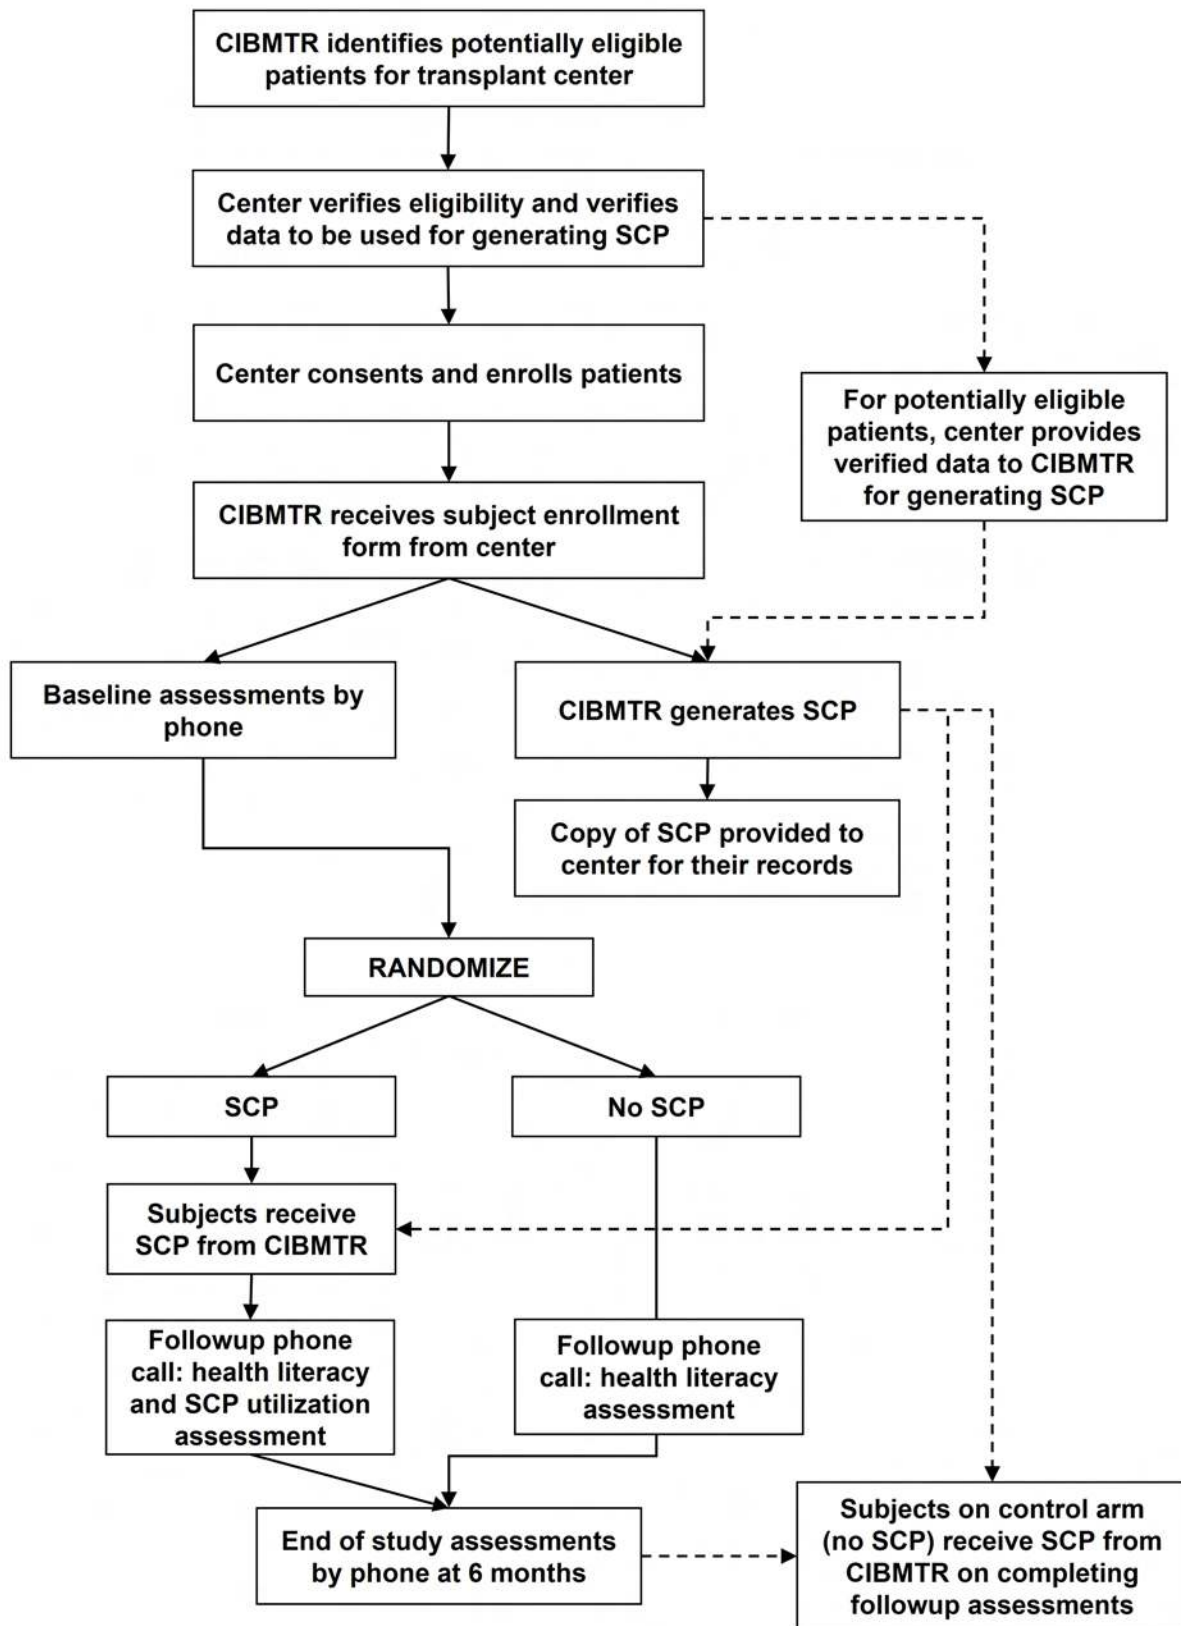 CIBMTR identifies potentially eligible
patients for transplant center
Center verifies eligibility and verifies
data to be used for generating SCP
Center consents and enrolls patients
For potentially eligible
patients, center provides
verified data to CIBMTR
for generating SCP
CIBMTR receives subject enrollment
form from center
Baseline assessments by
phone
CIBMTR generates SCP
Copy of SCP provided to
center for their records
RANDOMIZE
SCP
No SCP
Subjects receive
SCP from CIBMTR
Followup phone
call: health literacy
and SCP utilization
assessment
Followup phone
call: health literacy
assessment
End of study assessments
by phone at 6 months
Subjects on control arm
(no SCP) receive SCP from
CIBMTR on completing
followup assessments